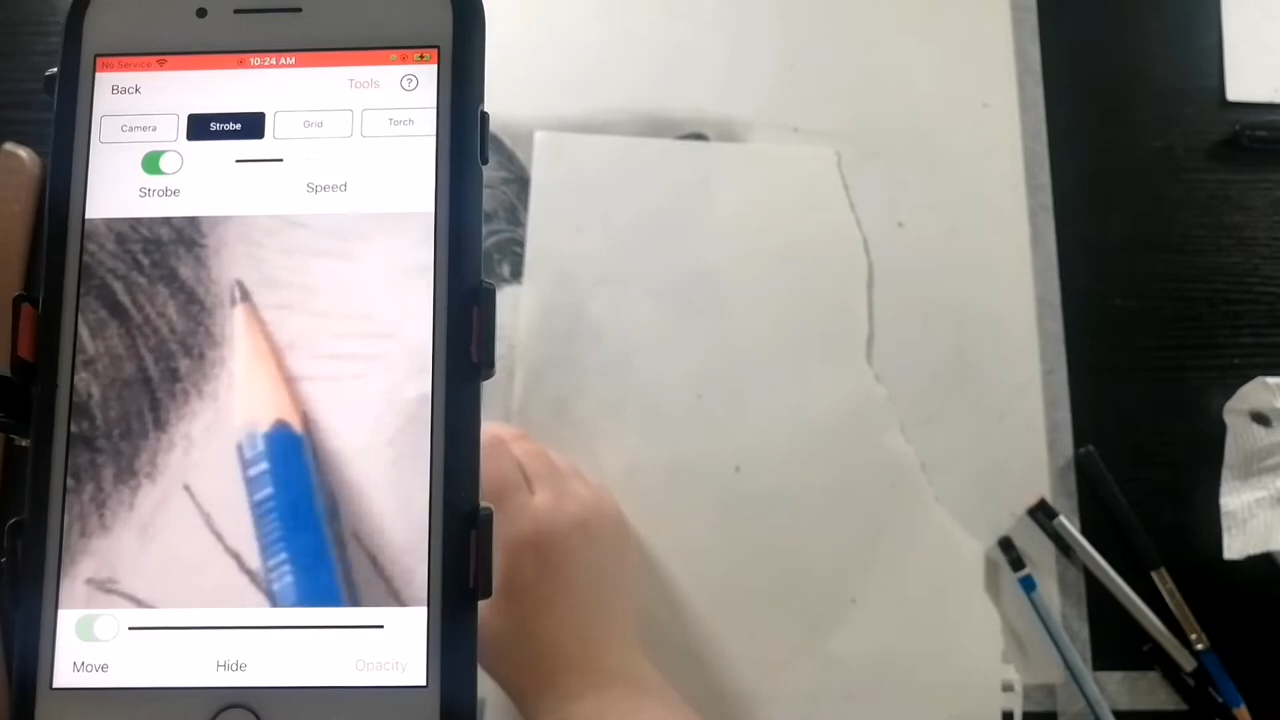 No Service 10:24 AM
Back Tools ?
Camera Strobe Grid Torch
Strobe Speed
Move Hide Opacity